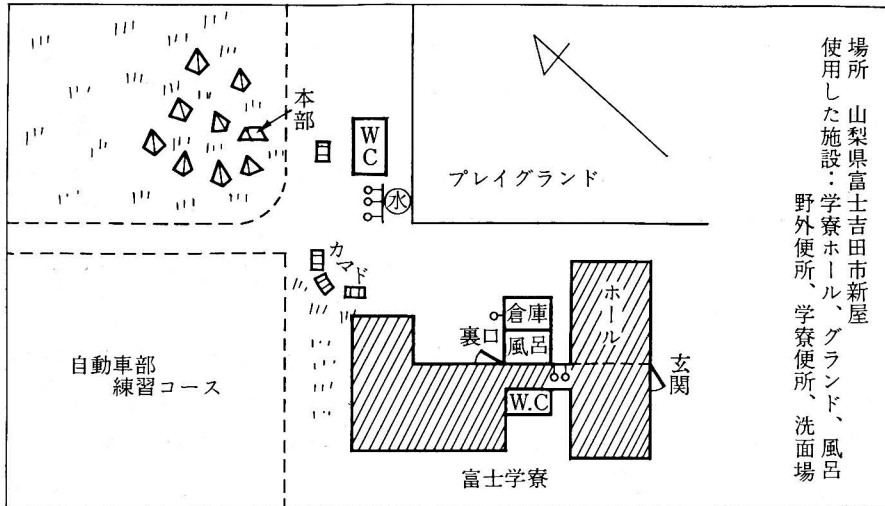 場所　山梨県富士吉田市新屋
使用した施設：学寮ホール、グランド、風呂
野外便所、学寮便所、洗面場
本部
WC
水
プレイグランド
カマド
倉庫
風呂
裏口
ホール
玄関
W.C
自動車部
練習コース
富士学寮